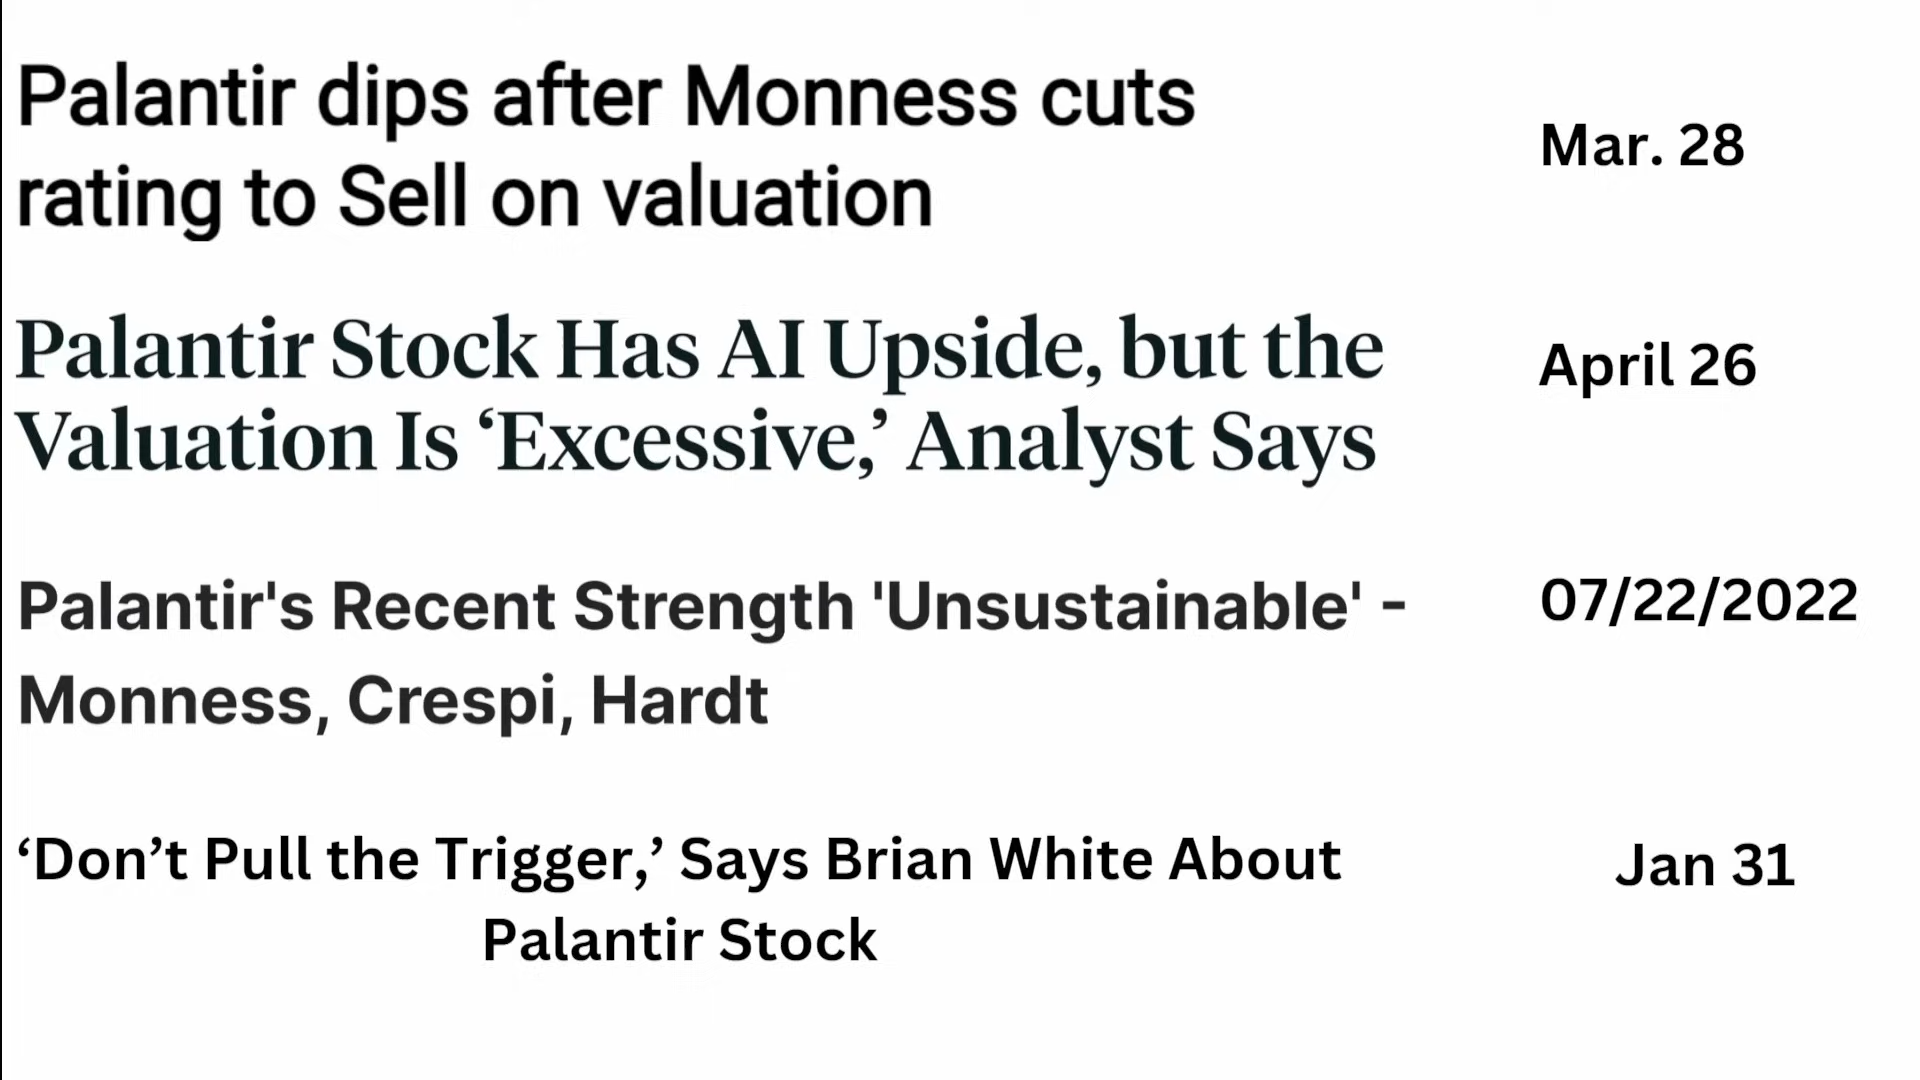 Palantir dips after Monness cuts
rating to Sell on valuation
Mar. 28
Palantir Stock Has AI Upside, but the
Valuation Is ‘Excessive,’ Analyst Says
April 26
Palantir's Recent Strength 'Unsustainable' -
Monness, Crespi, Hardt
07/22/2022
‘Don’t Pull the Trigger,’ Says Brian White About
Palantir Stock
Jan 31